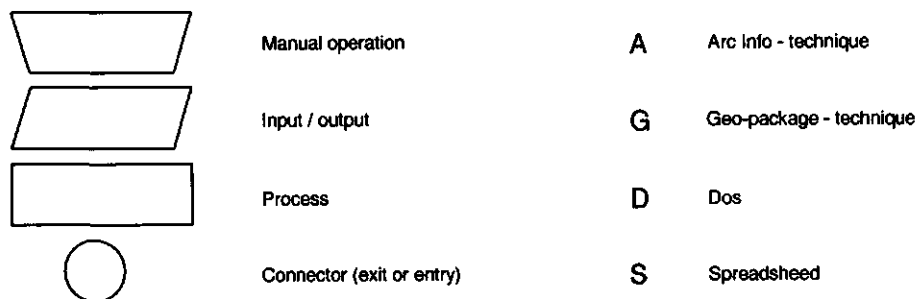 Manual operation A Arc Info - technique
Input / output G Geo-package - technique
Process D Dos
Connector (exit or entry) S Spreadsheed